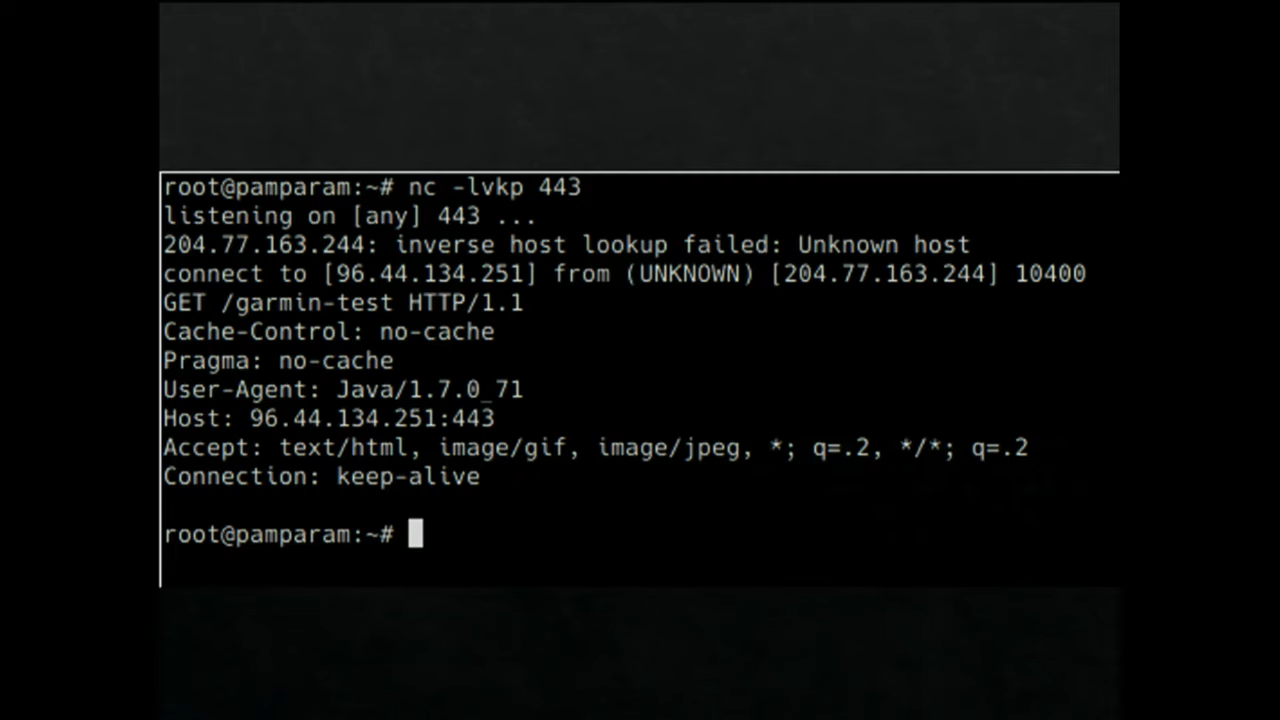 root@pamparam:~# nc -lvkp 443
listening on [any] 443 ...
204.77.163.244: inverse host lookup failed: Unknown host
connect to [96.44.134.251] from (UNKNOWN) [204.77.163.244] 10400
GET /garmin-test HTTP/1.1
Cache-Control: no-cache
Pragma: no-cache
User-Agent: Java/1.7.0_71
Host: 96.44.134.251:443
Accept: text/html, image/gif, image/jpeg, *; q=.2, */*; q=.2
Connection: keep-alive
root@pamparam:~#